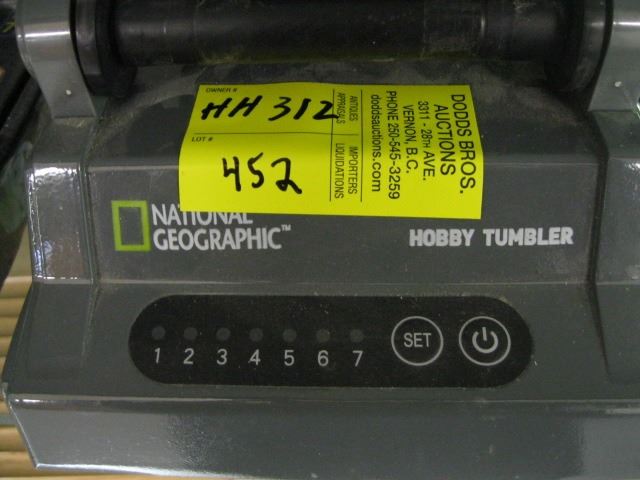 OWNER #
HH 312
LOT #
452
ANTIQUES
APPRAISALS
IMPORTERS
LIQUIDATIONS
DODDS BROS.
AUCTIONS
3311 - 28TH AVE.
VERNON, B.C.
PHONE 250-545-3259
doddsauctions.com
NATIONAL
GEOGRAPHIC™
HOBBY TUMBLER
1 2 3 4 5 6 7
SET